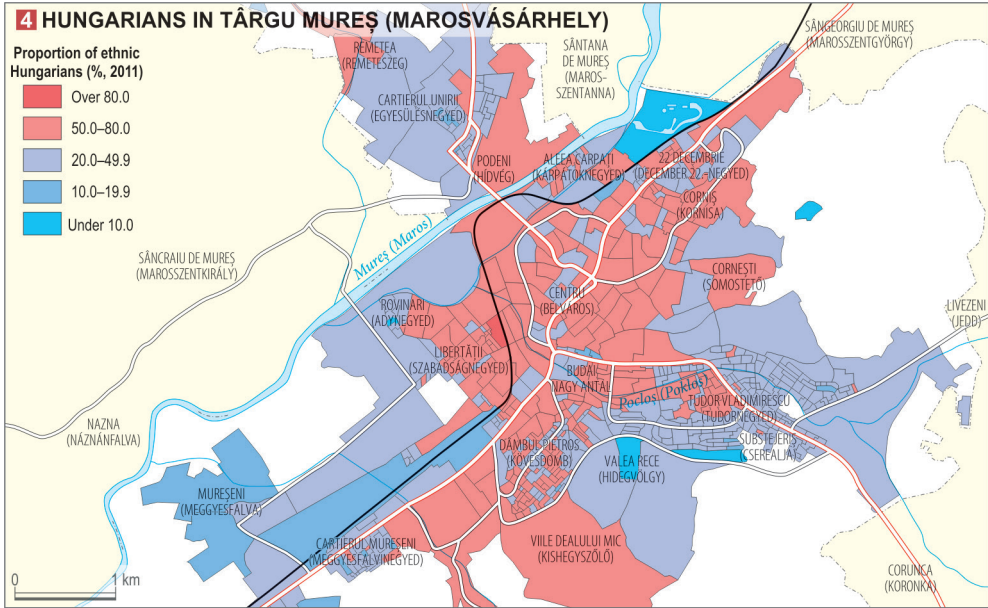 4 HUNGARIANS IN TÂRGU MUREȘ (MAROSVÁSÁRHELY)
Proportion of ethnic
Hungarians (%, 2011)
Over 80.0
50.0–80.0
20.0–49.9
10.0–19.9
Under 10.0
REMETEA
(REMETESZEG)
CARTIERUL UNIRII
(EGYESÜLÉSNEGYED)
SÂNTANA
DE MUREȘ
(MAROS-
SZENTANNA)
SÂNGEORGIU DE MUREȘ
(MAROSSZENTGYÖRGY)
PODENI
(HÍDVÉG)
ALEEA CARPAȚI
(KÁRPÁTOKNEGYED)
22 DECEMBRIE
(DECEMBER 22.-NEGYED)
CORNIȘ
(KORNISA)
SÂNCRAIU DE MUREȘ
(MAROSSZENTKIRÁLY)
Mureș (Maros)
CORNEȘTI
(SOMOSTETŐ)
CENTRU
(BELVÁROS)
ROVINARI
(ADYNEGYED)
LIVEZENI
(JEDD)
LIBERTĂȚII
(SZABADSÁGNEGYED)
BUDAI
NAGY ANTAL
Pocloș (Poklos)
TUDOR VLADIMIRESCU
(TUDORNEGYED)
NAZNA
(NÁZNÁNFALVA)
DÂMBUL PIETROS
(KÖVESDOMB)
VALEA RECE
(HIDEGVÖLGY)
SUBSTEJERIȘ
(CSEREALJA)
MUREȘENI
(MEGGYESFALVA)
CARTIERUL MUREȘENI
(MEGGYESFALVINEGYED)
VIILE DEALULUI MIC
(KISHEGYSZŐLŐ)
CORUNCA
(KORONKA)
0 1 km